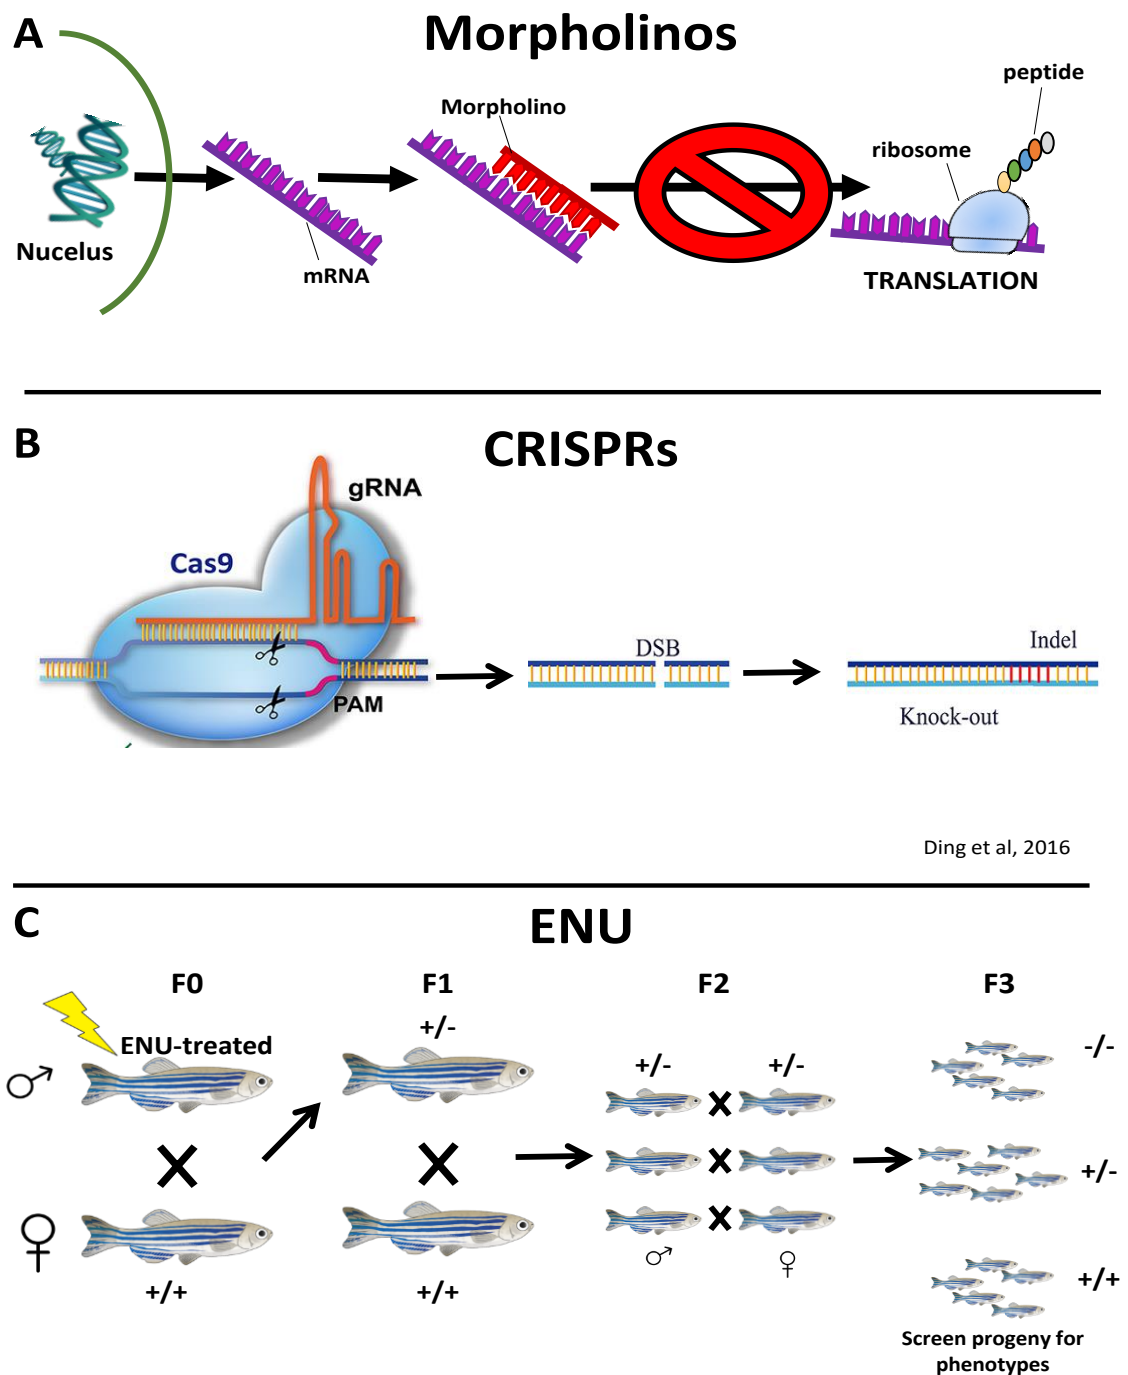 A
Morpholinos
peptide
Morpholino
ribosome
Nucelus
mRNA
TRANSLATION
B
CRISPRs
gRNA
Cas9
DSB
Indel
PAM
Knock-out
Ding et al, 2016
C
ENU
F0
F1
F2
F3
+/-
ENU-treated
-/-
+/-
+/-
+/-
+/+
+/+
+/+
Screen progeny for
phenotypes